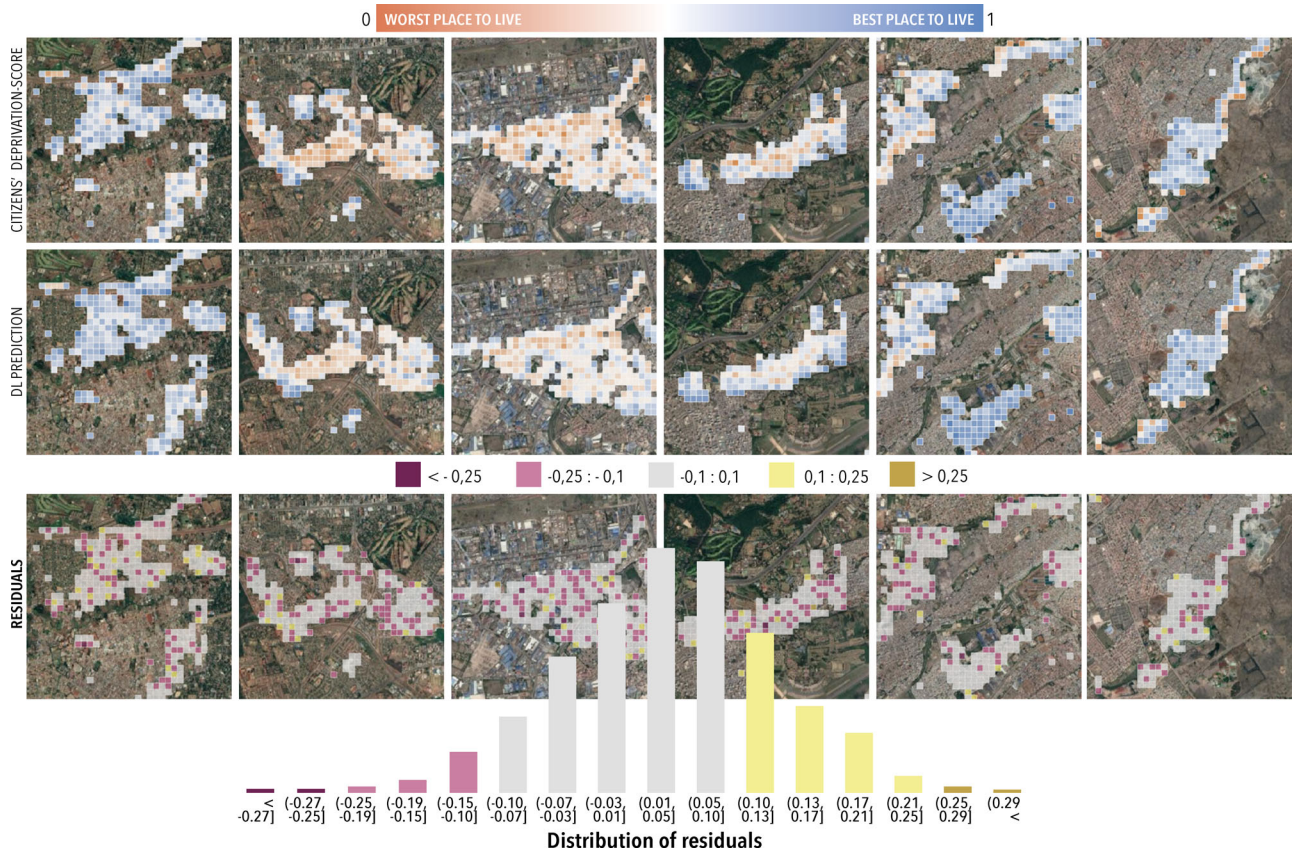 0 WORST PLACE TO LIVE BEST PLACE TO LIVE 1
CITIZENS' DEPRIVATION-SCORE
DL PREDICTION
< - 0,25 -0,25 : - 0,1 -0,1 : 0,1 0,1 : 0,25 > 0,25
RESIDUALS
< (-0.27, (-0.25, (-0.19, (-0.15, (-0.10, (-0.07, (-0.03, (0.01, (0.05, (0.10, (0.13, (0.17, (0.21, (0.25, (0.29
-0.27] -0.25] -0.19] -0.15] -0.10] -0.07] -0.03] 0.01] 0.05] 0.10] 0.13] 0.17] 0.21] 0.25] 0.29] <
Distribution of residuals